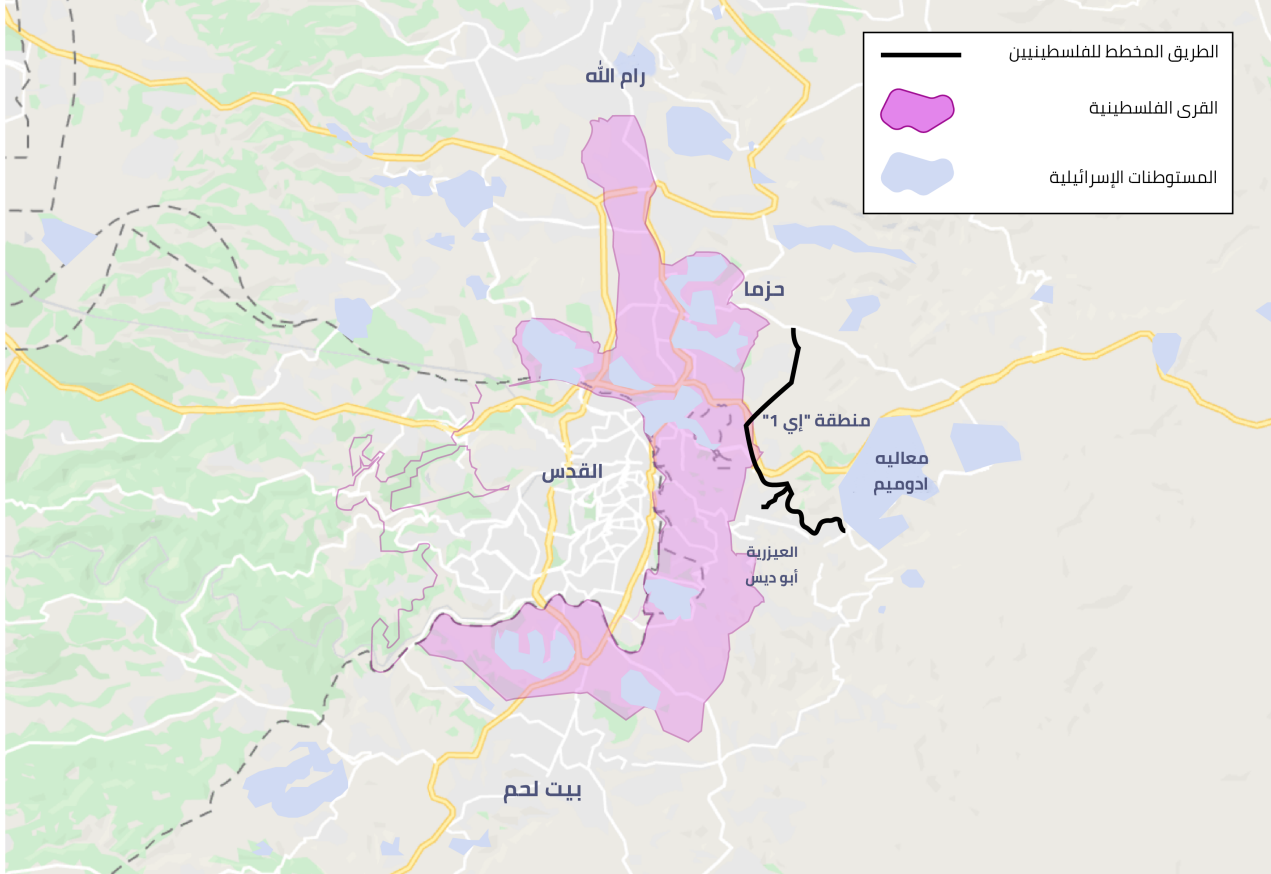 الطريق المخطط للفلسطينيين
القرى الفلسطينية
المستوطنات الإسرائيلية
رام الله
حزما
منطقة "إي 1"
معاليه
ادوميم
القدس
العيزرية
أبو ديس
بيت لحم